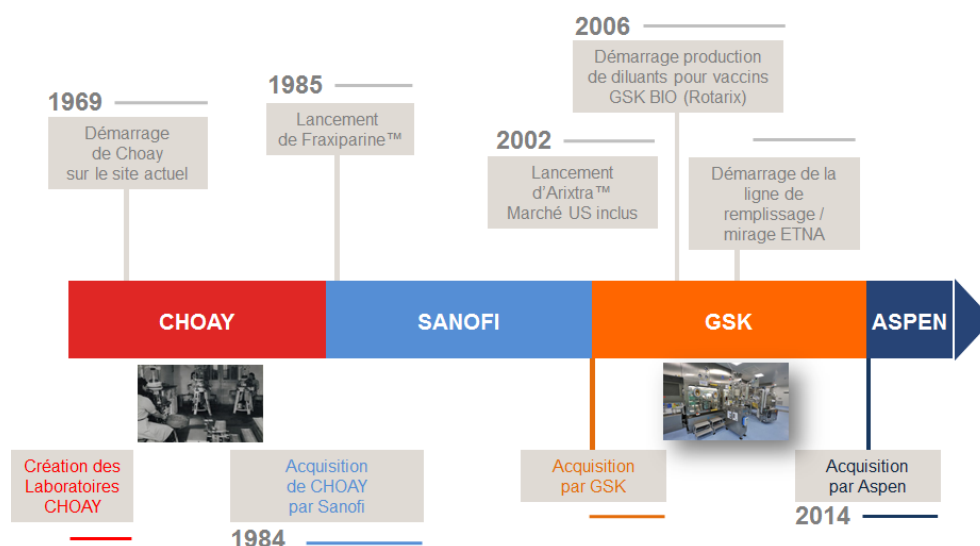 2006
Démarrage production
de diluants pour vaccins
GSK BIO (Rotarix)
1985
Lancement
de Fraxiparine™
1969
Démarrage
de Choay
sur le site actuel
2002
Lancement
d'Arixtra™
Marché US inclus
Démarrage de la
ligne de
remplissage /
mirage ETNA
CHOAY
SANOFI
GSK
ASPEN
Création des
Laboratoires
CHOAY
Acquisition
de CHOAY
par Sanofi
1984
Acquisition
par GSK
Acquisition
par Aspen
2014